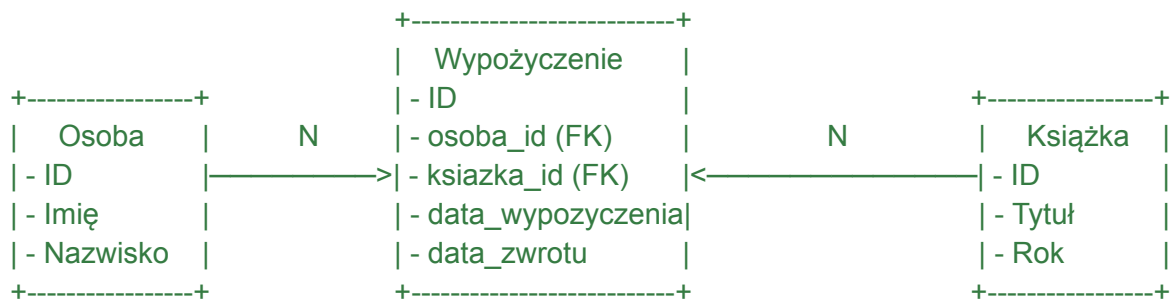 +---------------------------+
| Wypożyczenie |
+-----------------+ | - ID | +-----------------+
| Osoba | N | - osoba_id (FK) | N | Książka |
| - ID |───────>| - ksiazka_id (FK) |<────────────| - ID |
| - Imię | | - data_wypozyczenia| | - Tytuł |
| - Nazwisko | | - data_zwrotu | | - Rok |
+-----------------+ +---------------------------+ +-----------------+